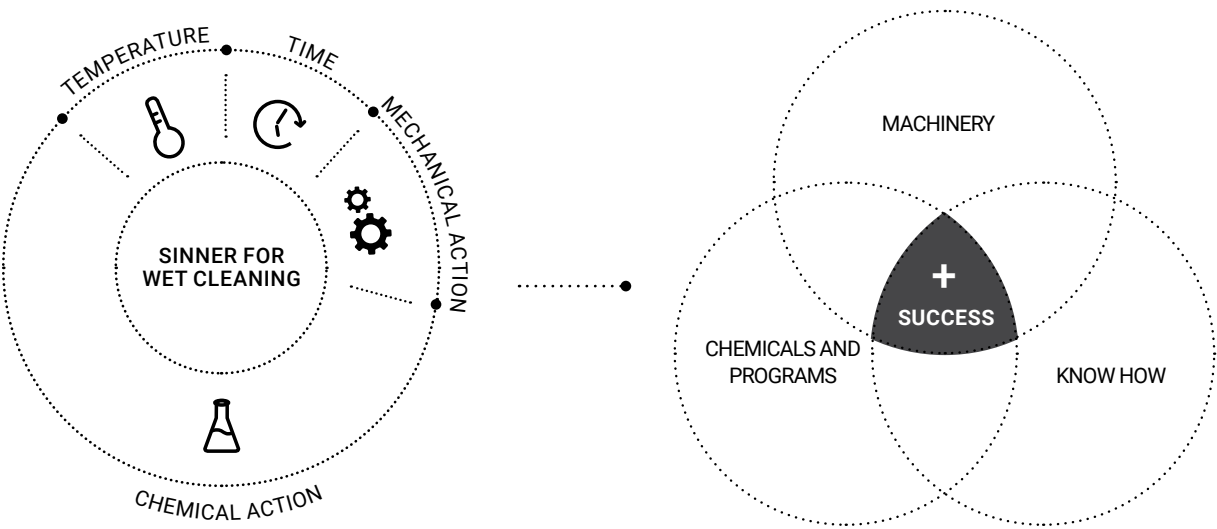 TEMPERATURE
TIME
MECHANICAL ACTION
SINNER FOR
WET CLEANING
CHEMICAL ACTION
MACHINERY
+
SUCCESS
CHEMICALS AND
PROGRAMS
KNOW HOW